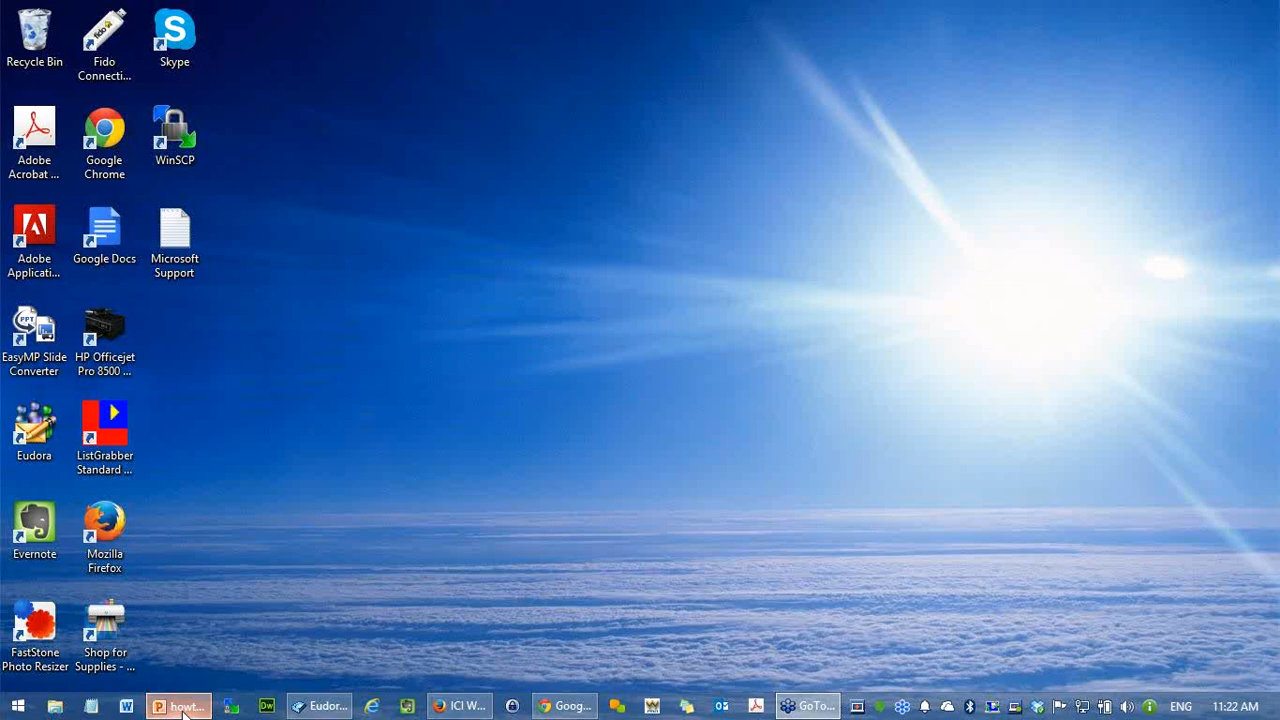 Recycle Bin
Fido
Connecti...
Skype
Adobe
Acrobat ...
Google
Chrome
WinSCP
Adobe
Applicati...
Google Docs
Microsoft
Support
EasyMP Slide
Converter
HP Officejet
Pro 8500 ...
Eudora
ListGrabber
Standard ...
Evernote
Mozilla
Firefox
FastStone
Photo Resizer
Shop for
Supplies - ...
howt...
Dw
Eudor...
ICI W...
Goog...
GoTo...
ENG
11:22 AM